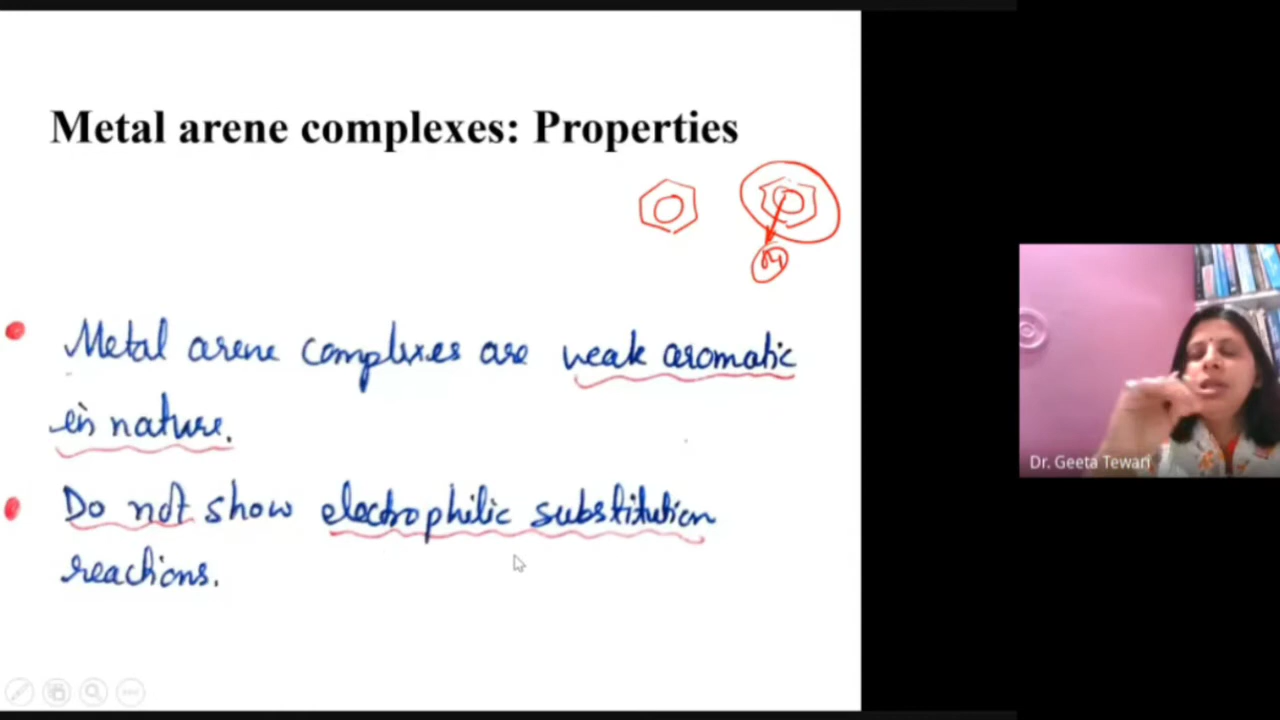 Metal arene complexes: Properties
M
Metal arene complexes are weak aromatic
in nature.
Do not show electrophilic substitution
reactions.
Dr. Geeta Tewari